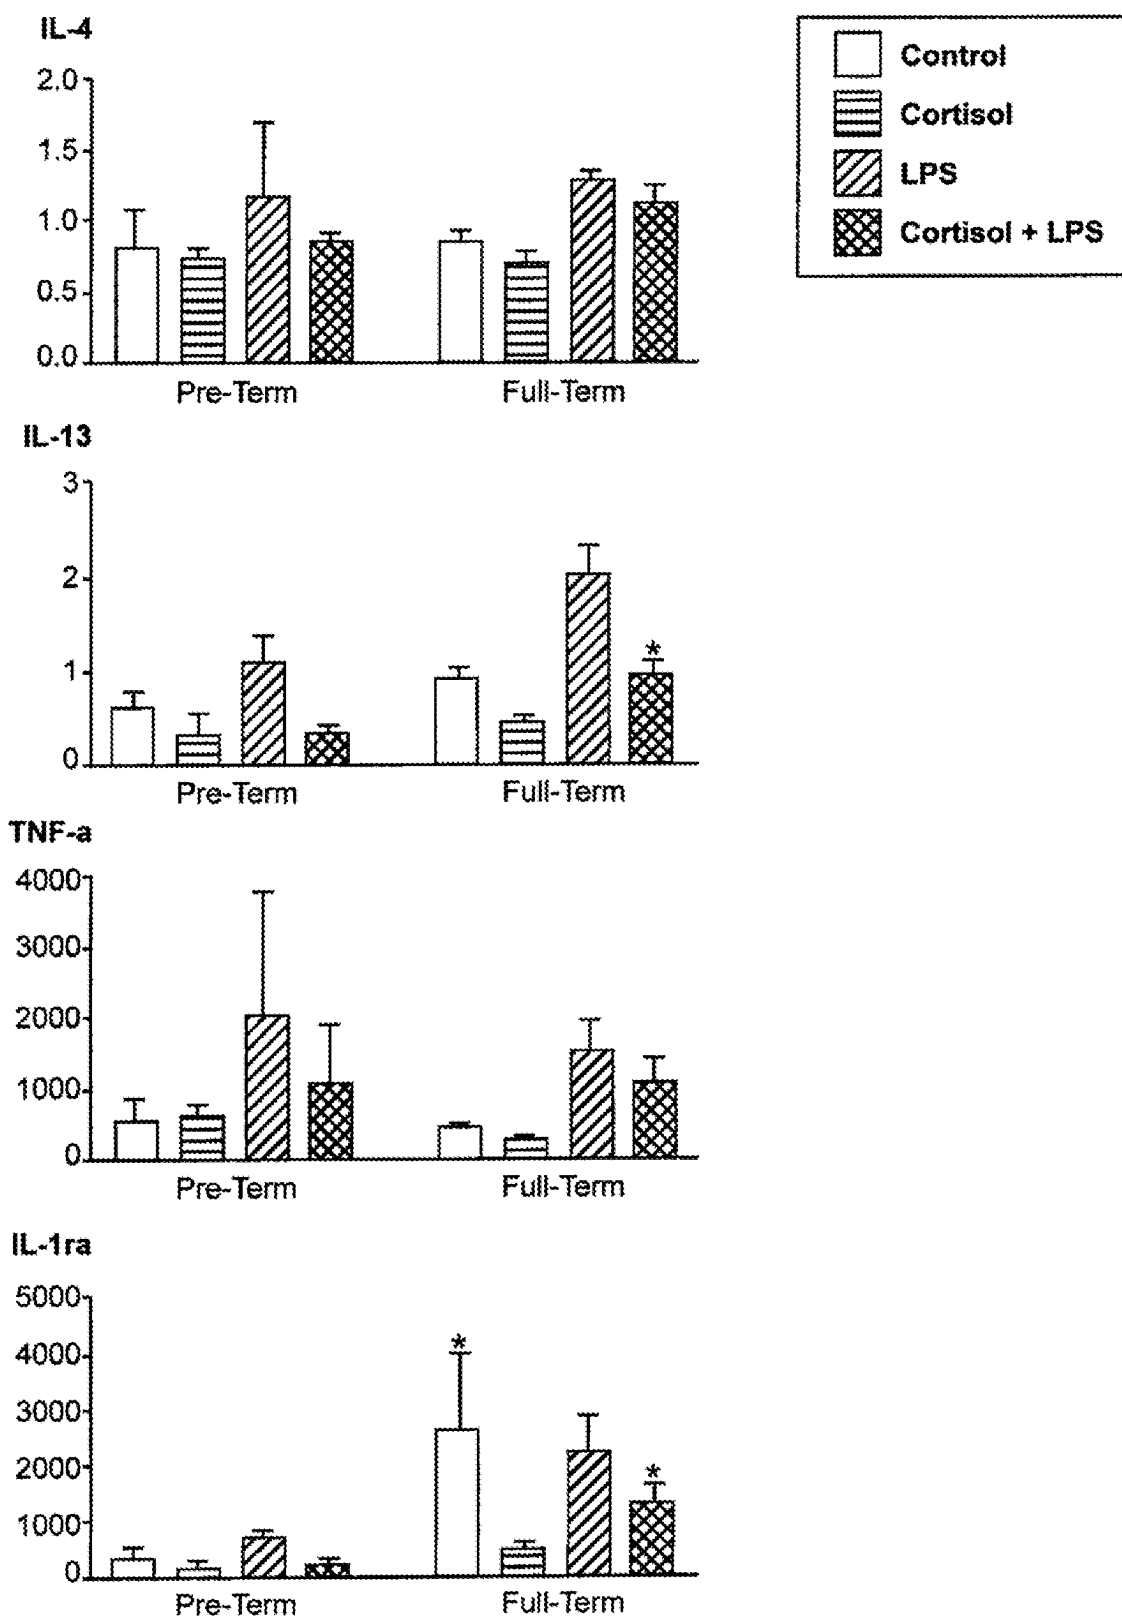 IL-4
2.0
1.5
1.0
0.5
0.0
Pre-Term Full-Term
Control
Cortisol
LPS
Cortisol + LPS
IL-13
3
2
1
0
*
Pre-Term Full-Term
TNF-a
4000
3000
2000
1000
0
Pre-Term Full-Term
IL-1ra
5000
4000
3000
2000
1000
0
*
*
Pre-Term Full-Term